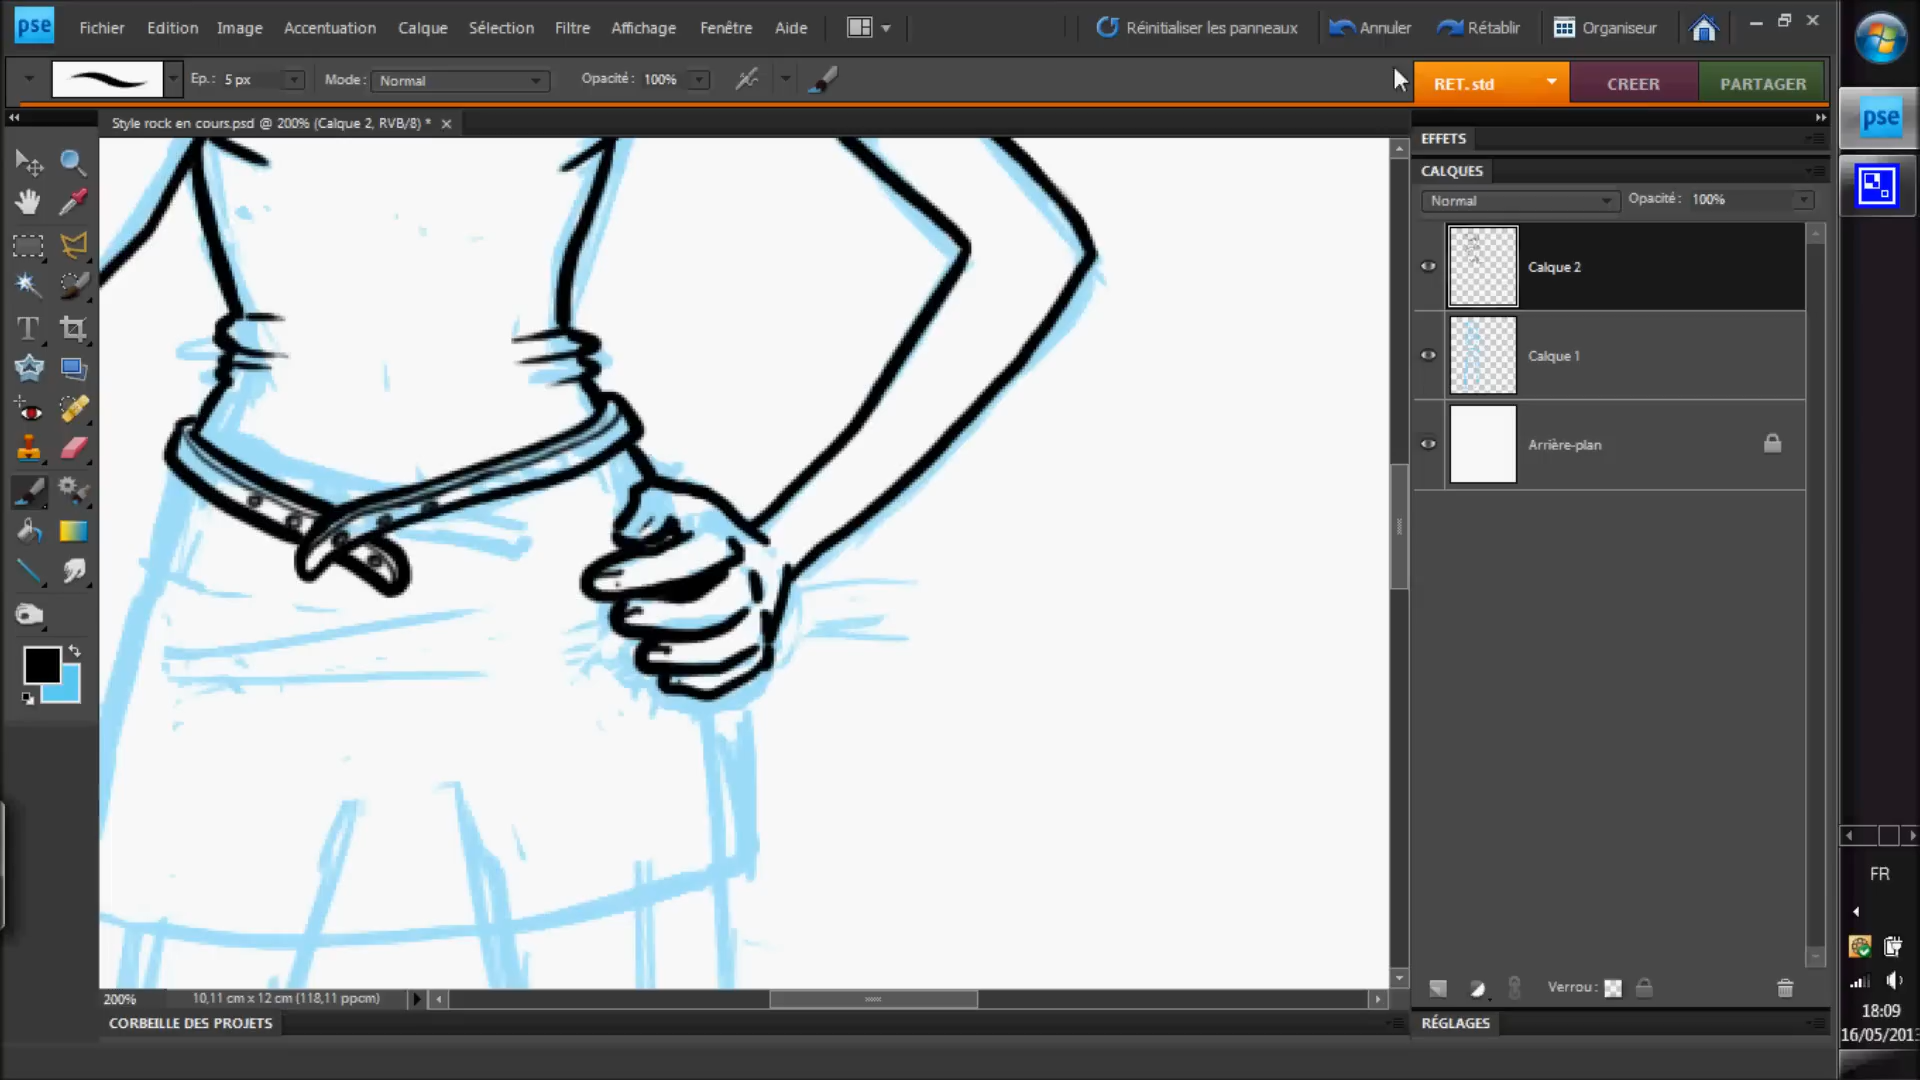 pse Fichier Edition Image Accentuation Calque Sélection Filtre Affichage Fenêtre Aide Réinitialiser les panneaux Annuler Rétablir Organiseur
Ep.: 5 px Mode: Normal Opacité: 100% RET. std CREER PARTAGER
pse
Style rock en cours.psd @ 200% (Calque 2, RVB/8) *
EFFETS
CALQUES
Normal Opacité: 100%
Calque 2
Calque 1
Arrière-plan
FR
Verrou:
200% 10,11 cm x 12 cm (118,11 ppcm)
18:09
CORBEILLE DES PROJETS RÉGLAGES
16/05/201